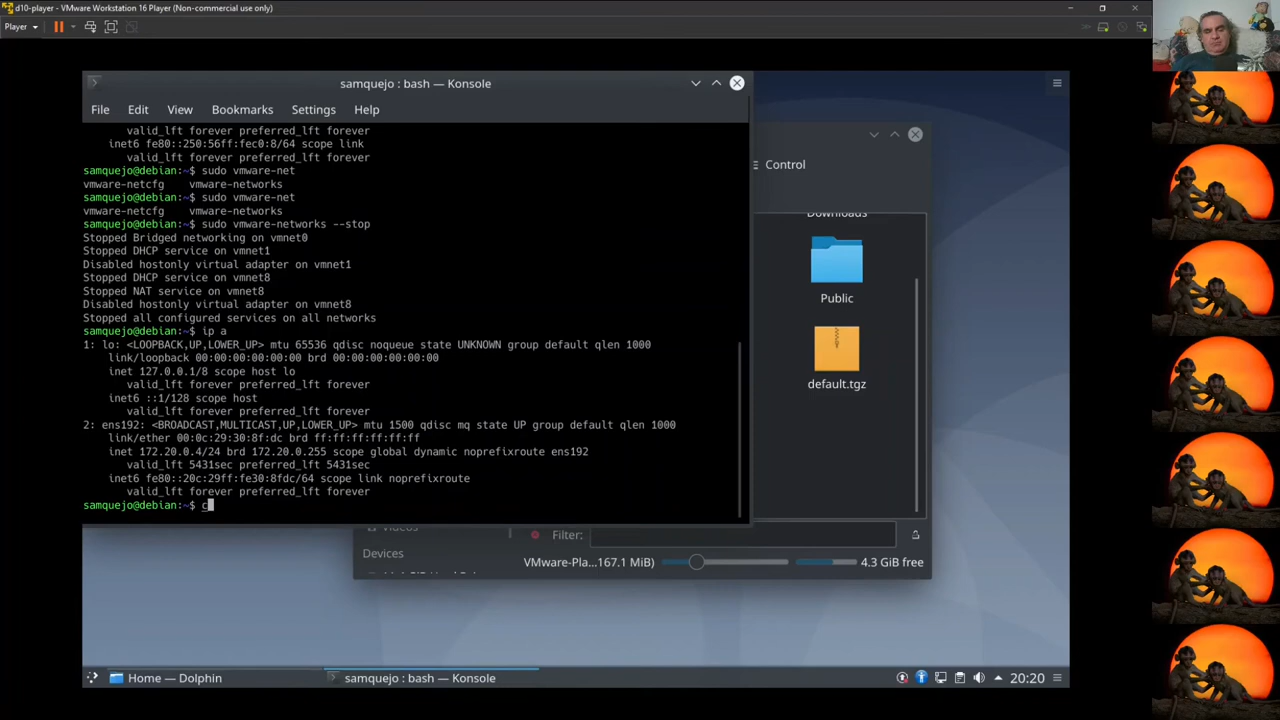 d10-player - VMware Workstation 16 Player (Non-commercial use only)
Player
samquejo : bash — Konsole
File Edit View Bookmarks Settings Help
valid_lft forever preferred_lft forever
inet6 fe80::250:56ff:fec0:8/64 scope link
valid_lft forever preferred_lft forever
samquejo@debian:~$ sudo vmware-net
vmware-netcfg vmware-networks
samquejo@debian:~$ sudo vmware-net
vmware-netcfg vmware-networks
samquejo@debian:~$ sudo vmware-networks --stop
Stopped Bridged networking on vmnet0
Stopped DHCP service on vmnet1
Disabled hostonly virtual adapter on vmnet1
Stopped DHCP service on vmnet8
Stopped NAT service on vmnet8
Disabled hostonly virtual adapter on vmnet8
Stopped all configured services on all networks
samquejo@debian:~$ ip a
1: lo: <LOOPBACK,UP,LOWER_UP> mtu 65536 qdisc noqueue state UNKNOWN group default qlen 1000
link/loopback 00:00:00:00:00:00 brd 00:00:00:00:00:00
inet 127.0.0.1/8 scope host lo
valid_lft forever preferred_lft forever
inet6 ::1/128 scope host
valid_lft forever preferred_lft forever
2: ens192: <BROADCAST,MULTICAST,UP,LOWER_UP> mtu 1500 qdisc mq state UP group default qlen 1000
link/ether 00:0c:29:30:8f:dc brd ff:ff:ff:ff:ff:ff
inet 172.20.0.4/24 brd 172.20.0.255 scope global dynamic noprefixroute ens192
valid_lft 5431sec preferred_lft 5431sec
inet6 fe80::20c:29ff:fe30:8fdc/64 scope link noprefixroute
valid_lft forever preferred_lft forever
samquejo@debian:~$ c
Control
Downloads
Public
default.tgz
Videos
Filter:
Devices
VMware-Pla...167.1 MiB)
4.3 GiB free
Home — Dolphin
samquejo : bash — Konsole
20:20